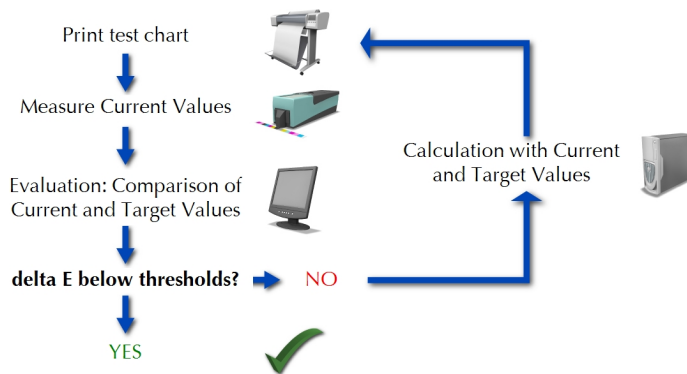 Print test chart
Measure Current Values
Evaluation: Comparison of
Current and Target Values
delta E below thresholds?
NO
YES
Calculation with Current
and Target Values